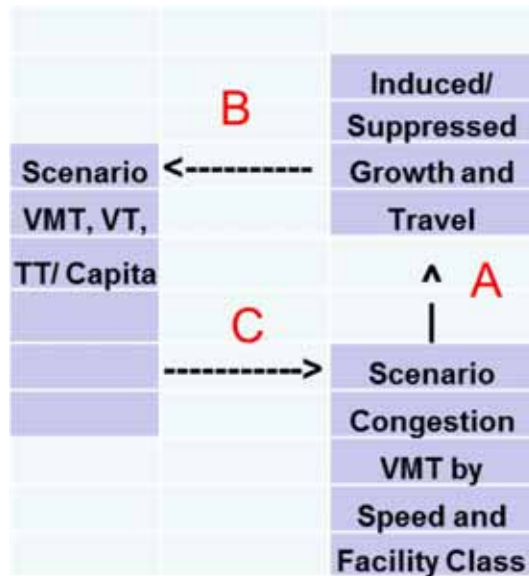 Induced/
Suppressed
Growth and
Travel
B
Scenario
VMT, VT,
TT/ Capita
A
C
Scenario
Congestion
VMT by
Speed and
Facility Class